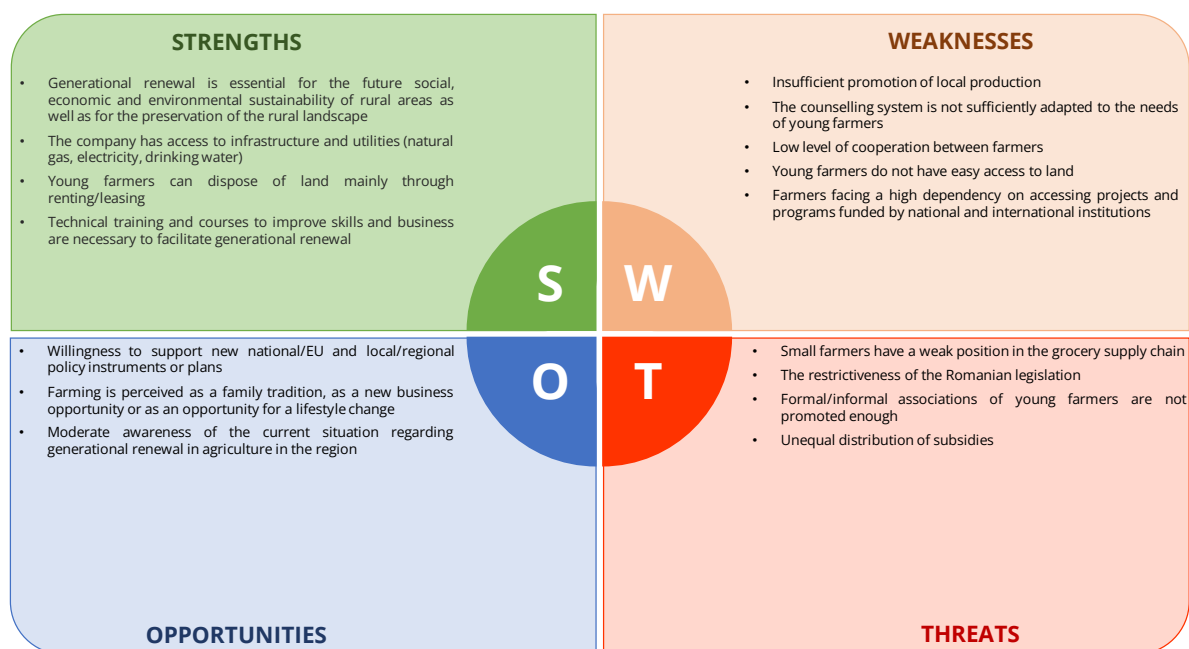 STRENGTHS
• Generational renewal is essential for the future social,
economic and environmental sustainability of rural areas as
well as for the preservation of the rural landscape
• The company has access to infrastructure and utilities (natural
gas, electricity, drinking water)
• Young farmers can dispose of land mainly through
renting/leasing
• Technical training and courses to improve skills and business
are necessary to facilitate generational renewal
S
WEAKNESSES
• Insufficient promotion of local production
• The counselling system is not sufficiently adapted to the needs
of young farmers
• Low level of cooperation between farmers
• Young farmers do not have easy access to land
• Farmers facing a high dependency on accessing projects and
programs funded by national and international institutions
W
• Willingness to support new national/EU and local/regional
policy instruments or plans
• Farming is perceived as a family tradition, as a new business
opportunity or as an opportunity for a lifestyle change
• Moderate awareness of the current situation regarding
generational renewal in agriculture in the region
O
OPPORTUNITIES
• Small farmers have a weak position in the grocery supply chain
• The restrictiveness of the Romanian legislation
• Formal/informal associations of young farmers are not
promoted enough
• Unequal distribution of subsidies
T
THREATS